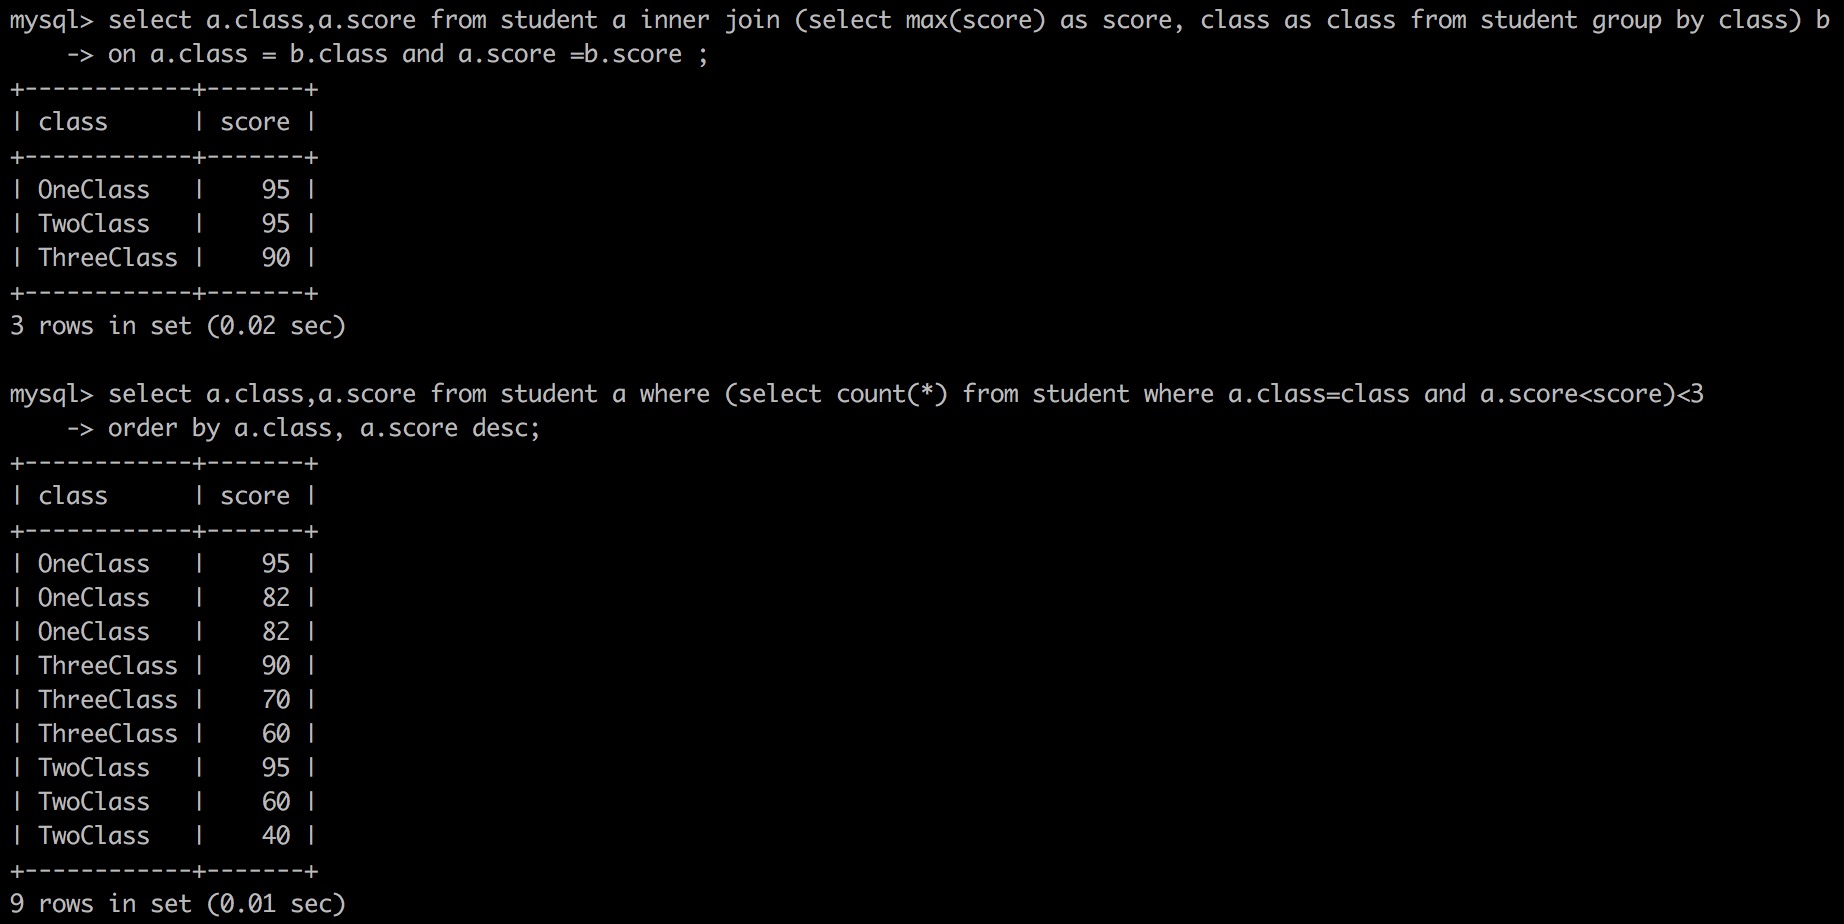 mysql> select a.class,a.score from student a inner join (select max(score) as score, class as class from student group by class) b
    -> on a.class = b.class and a.score =b.score ;
+------------+-------+
| class      | score |
+------------+-------+
| OneClass   |    95 |
| TwoClass   |    95 |
| ThreeClass |    90 |
+------------+-------+
3 rows in set (0.02 sec)

mysql> select a.class,a.score from student a where (select count(*) from student where a.class=class and a.score<score)<3
    -> order by a.class, a.score desc;
+------------+-------+
| class      | score |
+------------+-------+
| OneClass   |    95 |
| OneClass   |    82 |
| OneClass   |    82 |
| ThreeClass |    90 |
| ThreeClass |    70 |
| ThreeClass |    60 |
| TwoClass   |    95 |
| TwoClass   |    60 |
| TwoClass   |    40 |
+------------+-------+
9 rows in set (0.01 sec)